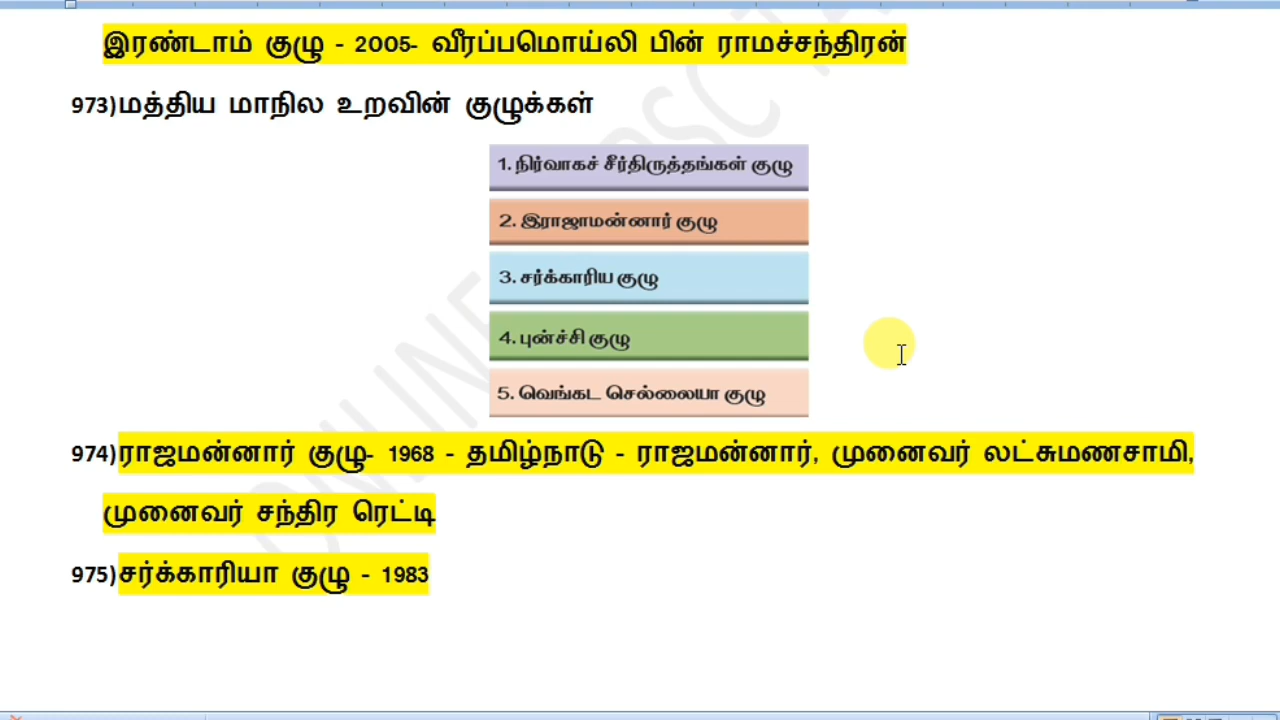 இரண்டாம் குழு - 2005- வீரப்பமொய்லி பின் ராமச்சந்திரன்
973)மத்திய மாநில உறவின் குழுக்கள்
1. நிர்வாகச் சீர்திருத்தங்கள் குழு
2. இராஜாமன்னார் குழு
3. சர்க்காரிய குழு
4. புன்ச்சி குழு
5. வெங்கட செல்லையா குழு
974)ராஜமன்னார் குழு- 1968 - தமிழ்நாடு - ராஜமன்னார், முனைவர் லட்சுமணசாமி,
முனைவர் சந்திர ரெட்டி
975)சர்க்காரியா குழு - 1983